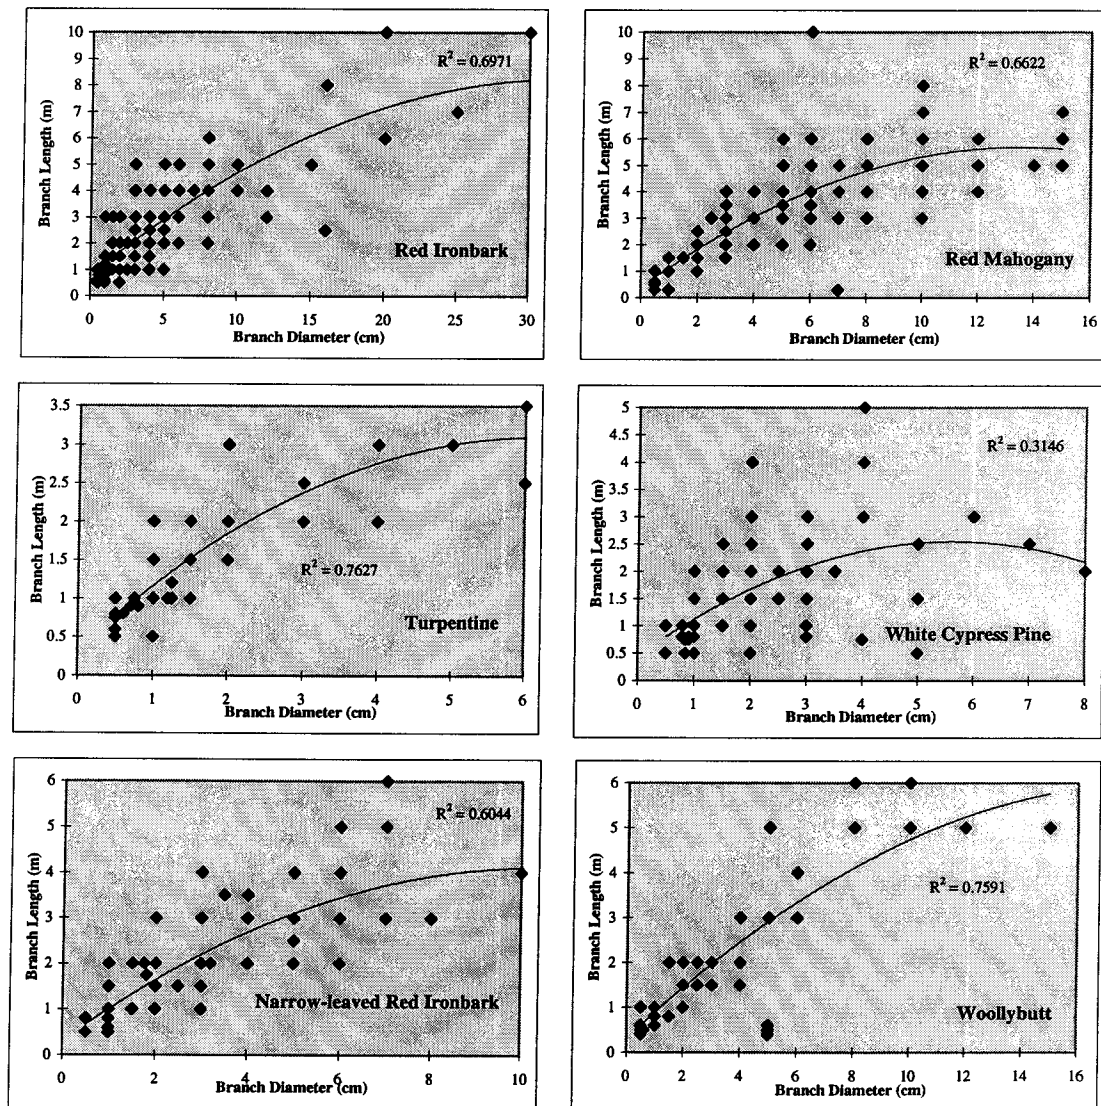 10
9
8
7
6
5
4
3
2
1
0
Branch Length (m)
R² = 0.6971
Red Ironbark
0 5 10 15 20 25 30
Branch Diameter (cm)
10
9
8
7
6
5
4
3
2
1
0
Branch Length (m)
R² = 0.6622
Red Mahogany
0 2 4 6 8 10 12 14 16
Branch Diameter (cm)
3.5
3
2.5
2
1.5
1
0.5
0
Branch Length (m)
R² = 0.7627
Turpentine
0 1 2 3 4 5 6
Branch Diameter (cm)
5
4.5
4
3.5
3
2.5
2
1.5
1
0.5
0
Branch Length (m)
R² = 0.3146
White Cypress Pine
0 1 2 3 4 5 6 7 8
Branch Diameter (cm)
6
5
4
3
2
1
0
Branch Length (m)
R² = 0.6044
Narrow-leaved Red Ironbark
0 2 4 6 8 10
Branch Diameter (cm)
6
5
4
3
2
1
0
Branch Length (m)
R² = 0.7591
Woollybutt
0 2 4 6 8 10 12 14 16
Branch Diameter (cm)